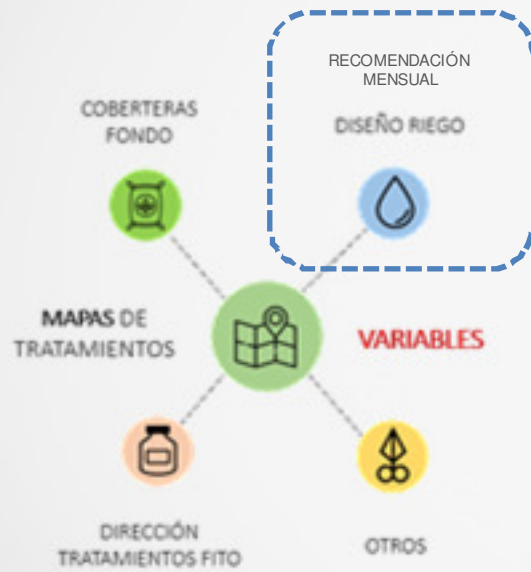 RECOMENDACIÓN
MENSUAL
COBERTERAS
FONDO
DISEÑO RIEGO
MAPAS DE
TRATAMIENTOS
VARIABLES
DIRECCIÓN
TRATAMIENTOS FITO
OTROS